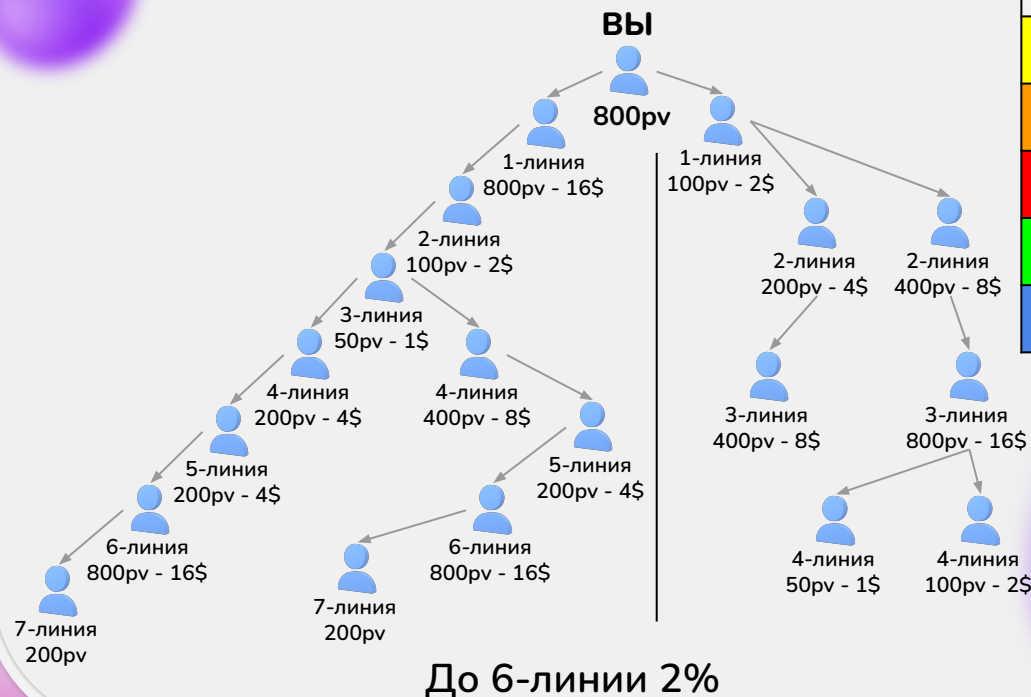 ВЫ
800pv
1-линия
800pv - 16$
1-линия
100pv - 2$
2-линия
100pv - 2$
2-линия
200pv - 4$
2-линия
400pv - 8$
3-линия
50pv - 1$
4-линия
200pv - 4$
4-линия
400pv - 8$
3-линия
400pv - 8$
3-линия
800pv - 16$
5-линия
200pv - 4$
5-линия
200pv - 4$
6-линия
800pv - 16$
6-линия
800pv - 16$
4-линия
50pv - 1$
4-линия
100pv - 2$
7-линия
200pv
7-линия
200pv
До 6-линии 2%